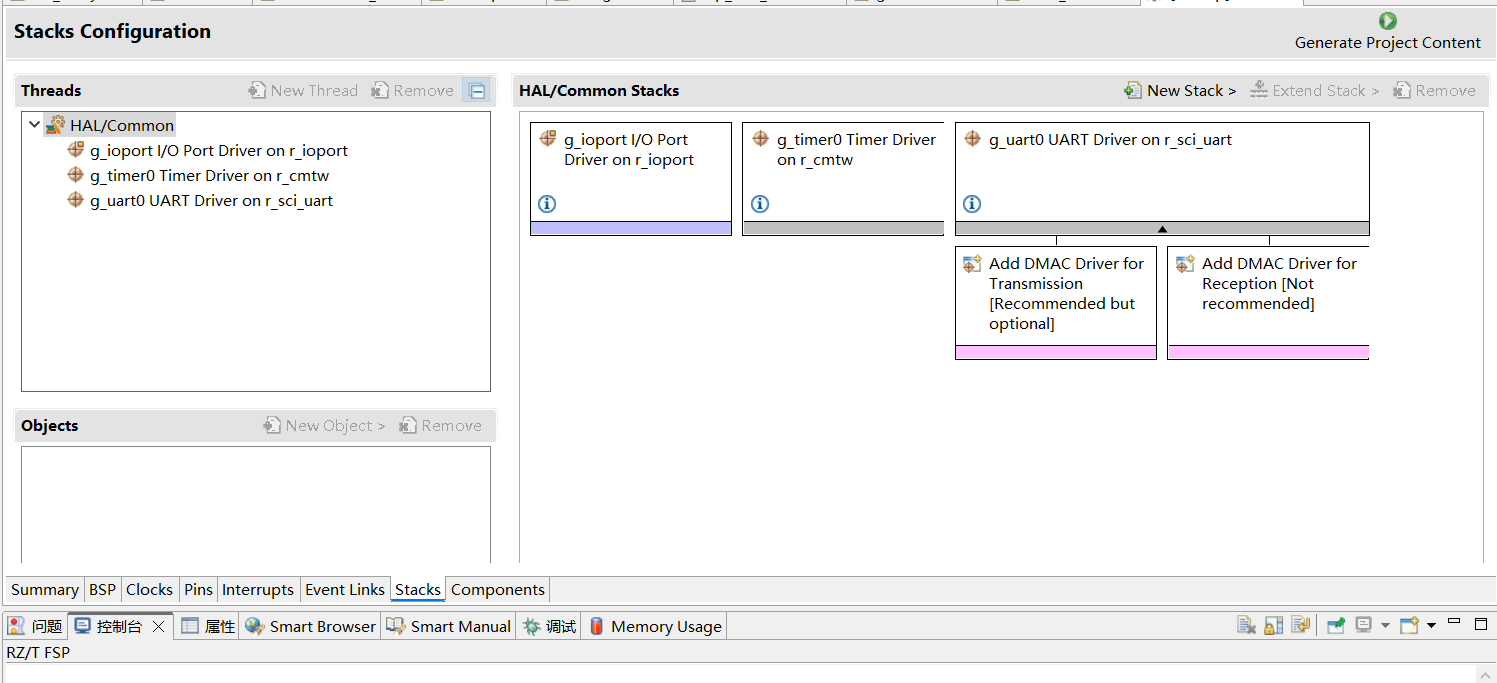 Stacks Configuration
Generate Project Content
Threads
New Thread
Remove
HAL/Common
g_ioport I/O Port Driver on r_ioport
g_timer0 Timer Driver on r_cmtw
g_uart0 UART Driver on r_sci_uart
Objects
New Object >
Remove
HAL/Common Stacks
New Stack >
Extend Stack >
Remove
g_ioport I/O Port
Driver on r_ioport
g_timer0 Timer Driver
on r_cmtw
g_uart0 UART Driver on r_sci_uart
Add DMAC Driver for
Transmission
[Recommended but
optional]
Add DMAC Driver for
Reception [Not
recommended]
Summary
BSP
Clocks
Pins
Interrupts
Event Links
Stacks
Components
问题
控制台
属性
Smart Browser
Smart Manual
调试
Memory Usage
RZ/T FSP